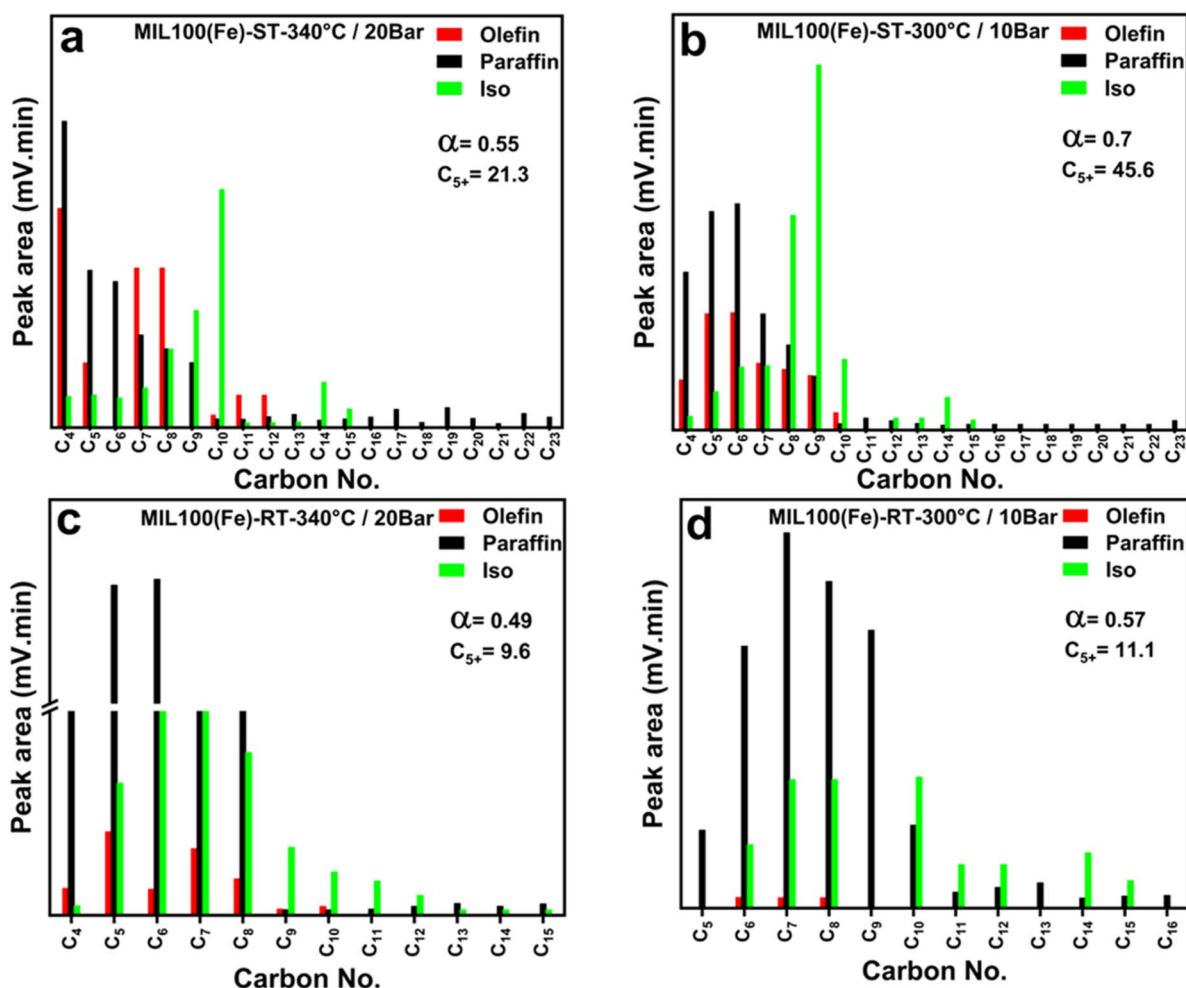 a
MIL100(Fe)-ST-340°C / 20Bar
Olefin
Paraffin
Iso
α= 0.55
C5+ = 21.3
Peak area (mV.min)
C4 C5 C6 C7 C8 C9 C10 C11 C12 C13 C14 C15 C16 C17 C18 C19 C20 C21 C22 C23
Carbon No.
b
MIL100(Fe)-ST-300°C / 10Bar
Olefin
Paraffin
Iso
α= 0.7
C5+ = 45.6
Peak area (mV.min)
C4 C5 C6 C7 C8 C9 C10 C11 C12 C13 C14 C15 C16 C17 C18 C19 C20 C21 C22 C23
Carbon No.
c
MIL100(Fe)-RT-340°C / 20Bar
Olefin
Paraffin
Iso
α= 0.49
C5+= 9.6
Peak area (mV.min)
C4 C5 C6 C7 C8 C9 C10 C11 C12 C13 C14 C15
Carbon No.
d
MIL100(Fe)-RT-300°C / 10Bar
Olefin
Paraffin
Iso
α= 0.57
C5+= 11.1
Peak area (mV.min)
C5 C6 C7 C8 C9 C10 C11 C12 C13 C14 C15 C16
Carbon No.